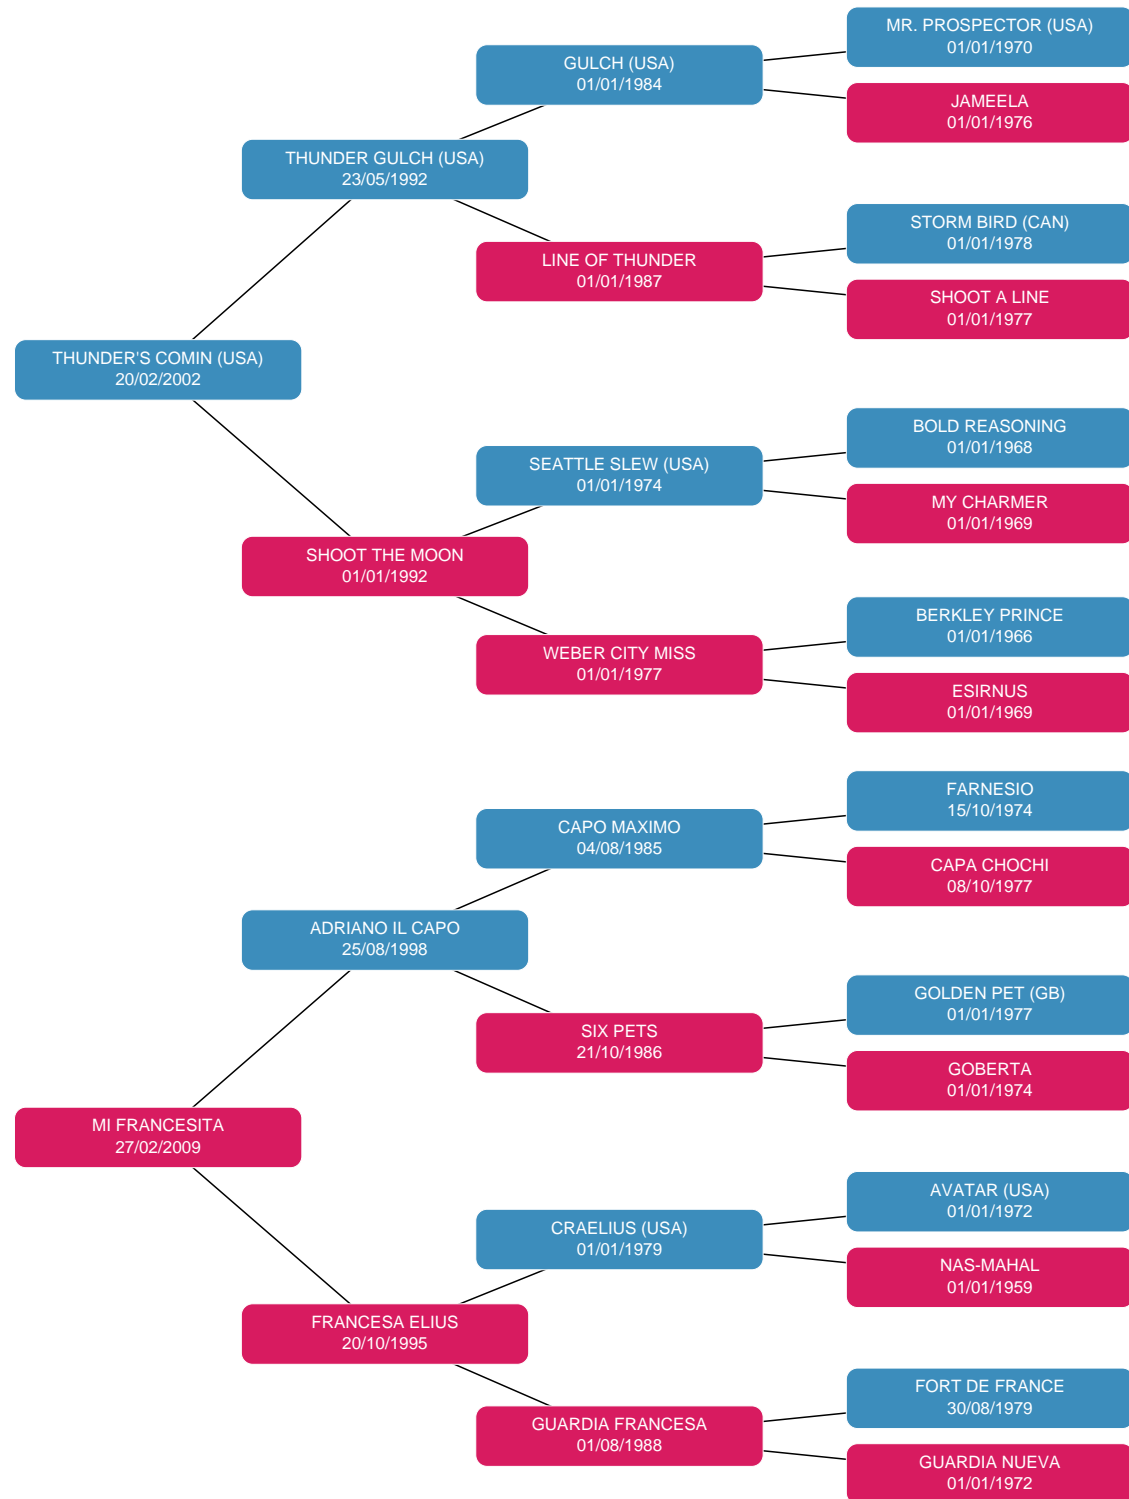 MR. PROSPECTOR (USA)
01/01/1970
GULCH (USA)
01/01/1984
JAMEELA
01/01/1976
THUNDER GULCH (USA)
23/05/1992
STORM BIRD (CAN)
01/01/1978
LINE OF THUNDER
01/01/1987
SHOOT A LINE
01/01/1977
THUNDER'S COMIN (USA)
20/02/2002
BOLD REASONING
01/01/1968
SEATTLE SLEW (USA)
01/01/1974
MY CHARMER
01/01/1969
SHOOT THE MOON
01/01/1992
BERKLEY PRINCE
01/01/1966
WEBER CITY MISS
01/01/1977
ESIRNUS
01/01/1969
FARNESIO
15/10/1974
CAPO MAXIMO
04/08/1985
CAPA CHOCHI
08/10/1977
ADRIANO IL CAPO
25/08/1998
GOLDEN PET (GB)
01/01/1977
SIX PETS
21/10/1986
GOBERTA
01/01/1974
MI FRANCESITA
27/02/2009
AVATAR (USA)
01/01/1972
CRAELIUS (USA)
01/01/1979
NAS-MAHAL
01/01/1959
FRANCESA ELIUS
20/10/1995
FORT DE FRANCE
30/08/1979
GUARDIA FRANCESA
01/08/1988
GUARDIA NUEVA
01/01/1972